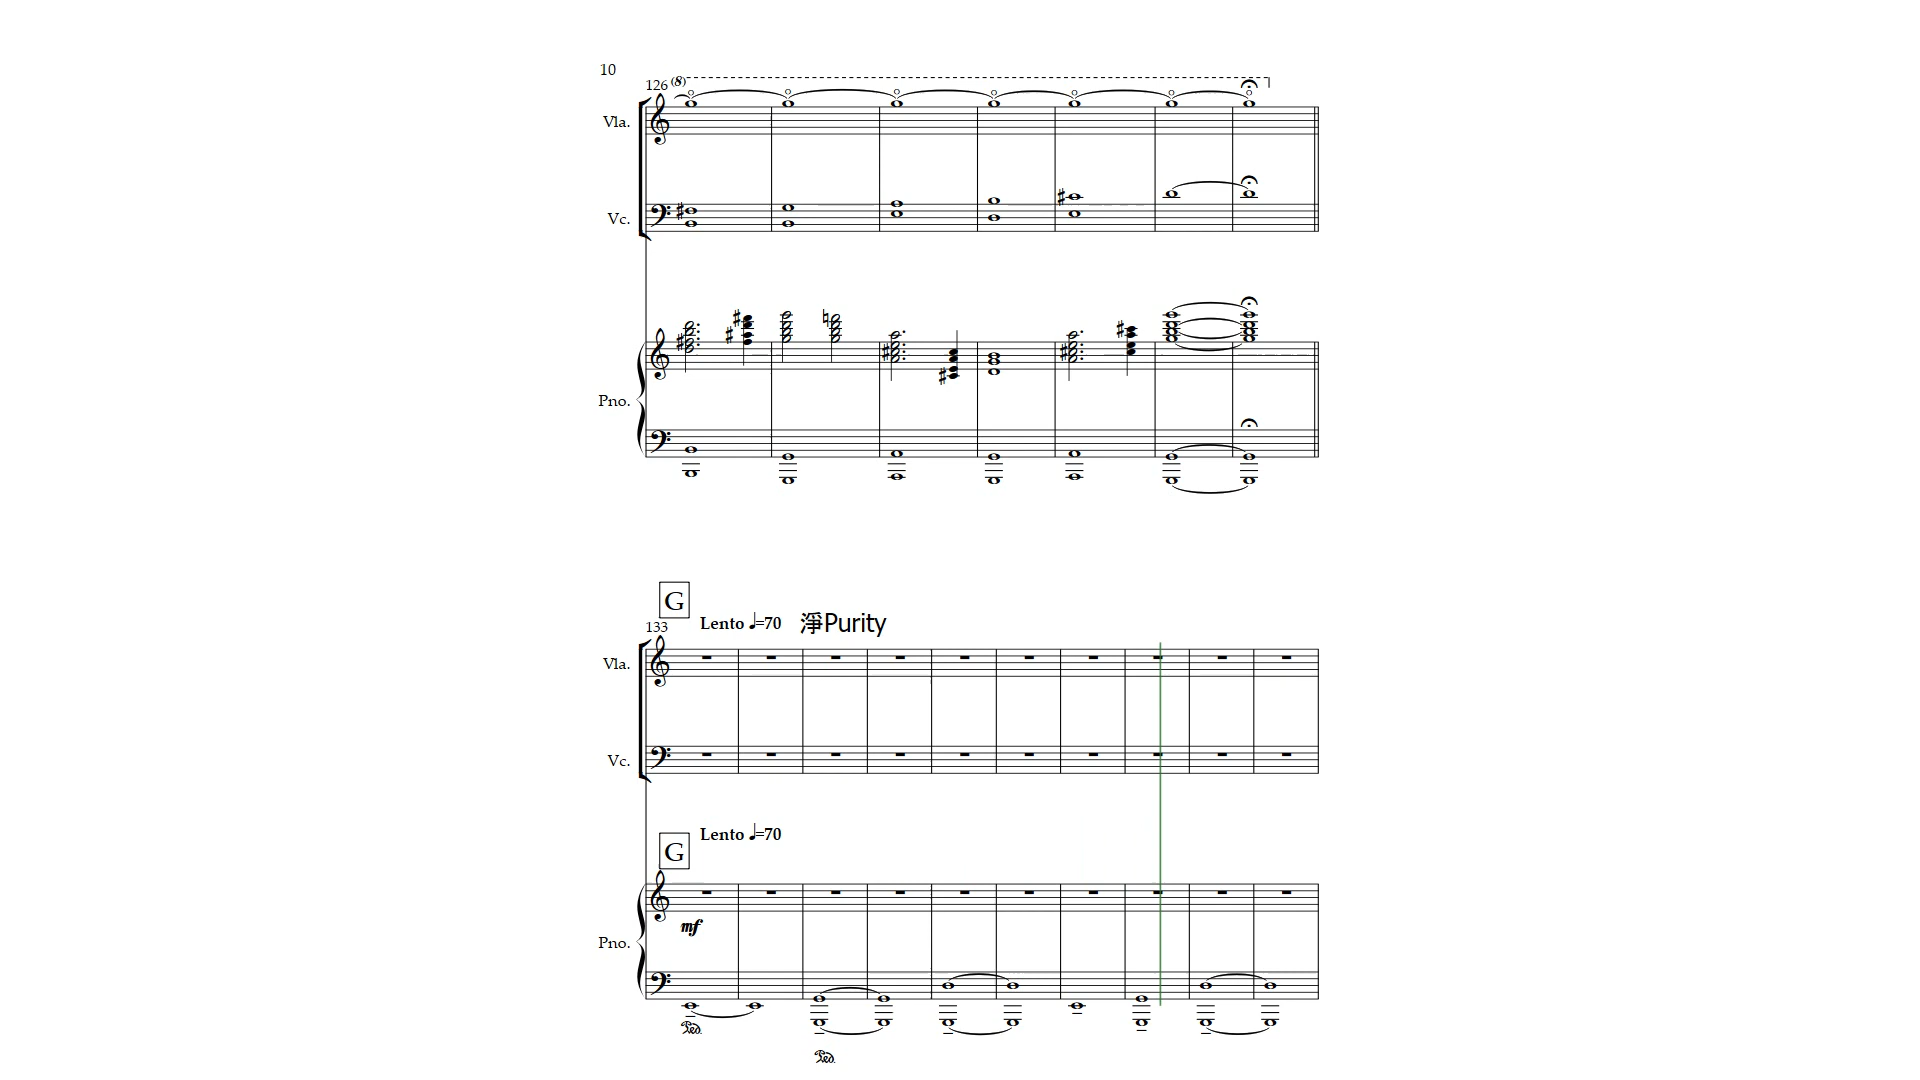 10
126 (8)
Vla.
Vc.
Pno.
G
133 Lento ♩=70 淨Purity
Vla.
Vc.
Lento ♩=70
G
mf
Pno.
Ped.
Ped.